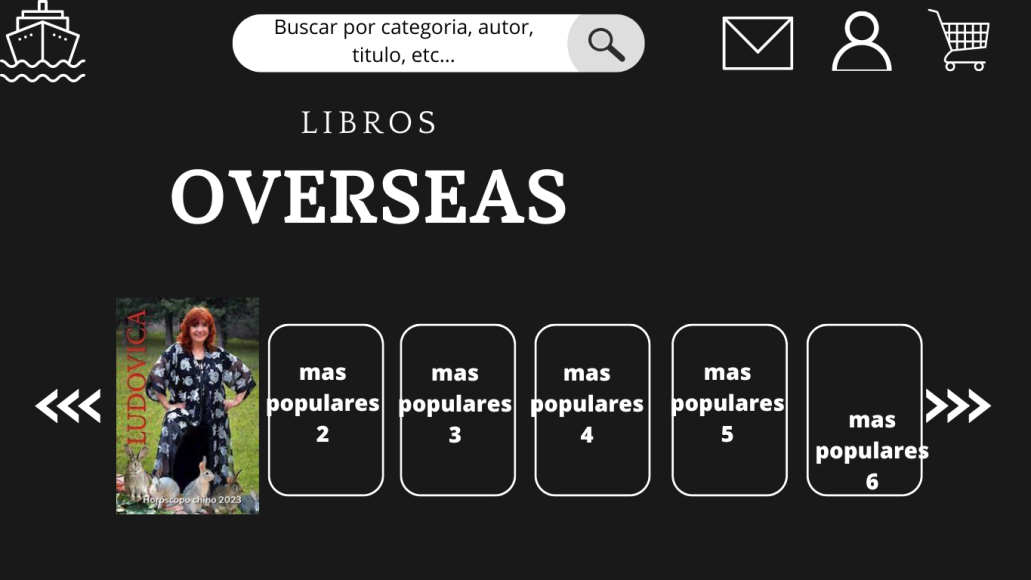 Buscar por categoria, autor,
titulo, etc...
LIBROS
OVERSEAS
LUDOVICA
Horóscopo chino 2023
mas
populares
2
mas
populares
3
mas
populares
4
mas
populares
5
mas
populares
6